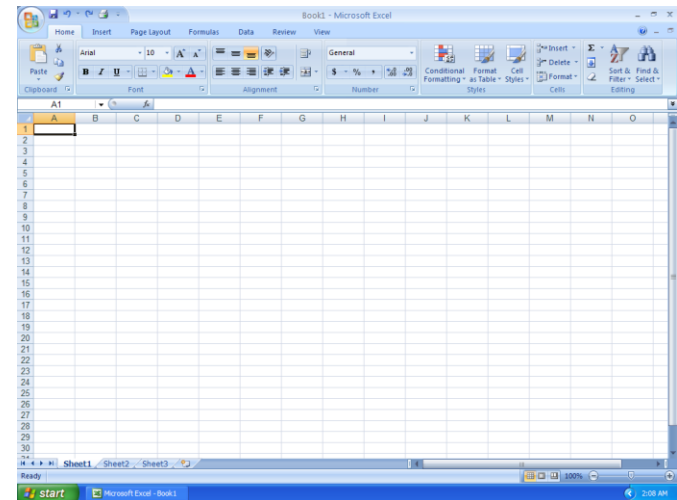 Book1 - Microsoft Excel
Home Insert Page Layout Formulas Data Review View
Paste
Arial 10 A A
B I U A
General
$ - % ,
Conditional Formatting
Format as Table
Cell Styles
Insert
Delete
Format
Σ
Sort & Filter
Find & Select
Clipboard Font Alignment Number Styles Cells Editing
A1 fx
A B C D E F G H I J K L M N O
1
2
3
4
5
6
7
8
9
10
11
12
13
14
15
16
17
18
19
20
21
22
23
24
25
26
27
28
29
30
Sheet1 Sheet2 Sheet3
Ready 100%
start Microsoft Excel - Book1 2:08 AM